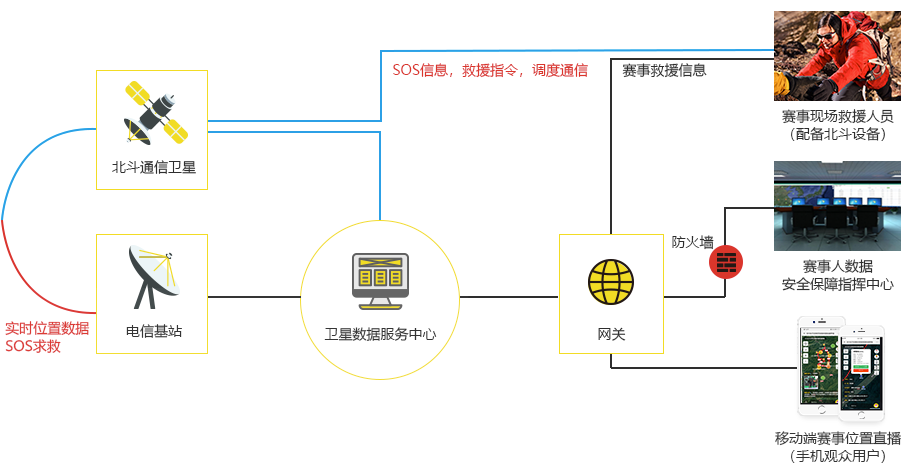 SOS信息，救援指令，调度通信
赛事救援信息
赛事现场救援人员
（配备北斗设备）
北斗通信卫星
防火墙
赛事人数据
安全保障指挥中心
实时位置数据
SOS求救
电信基站
卫星数据服务中心
网关
移动端赛事位置直播
（手机观众用户）